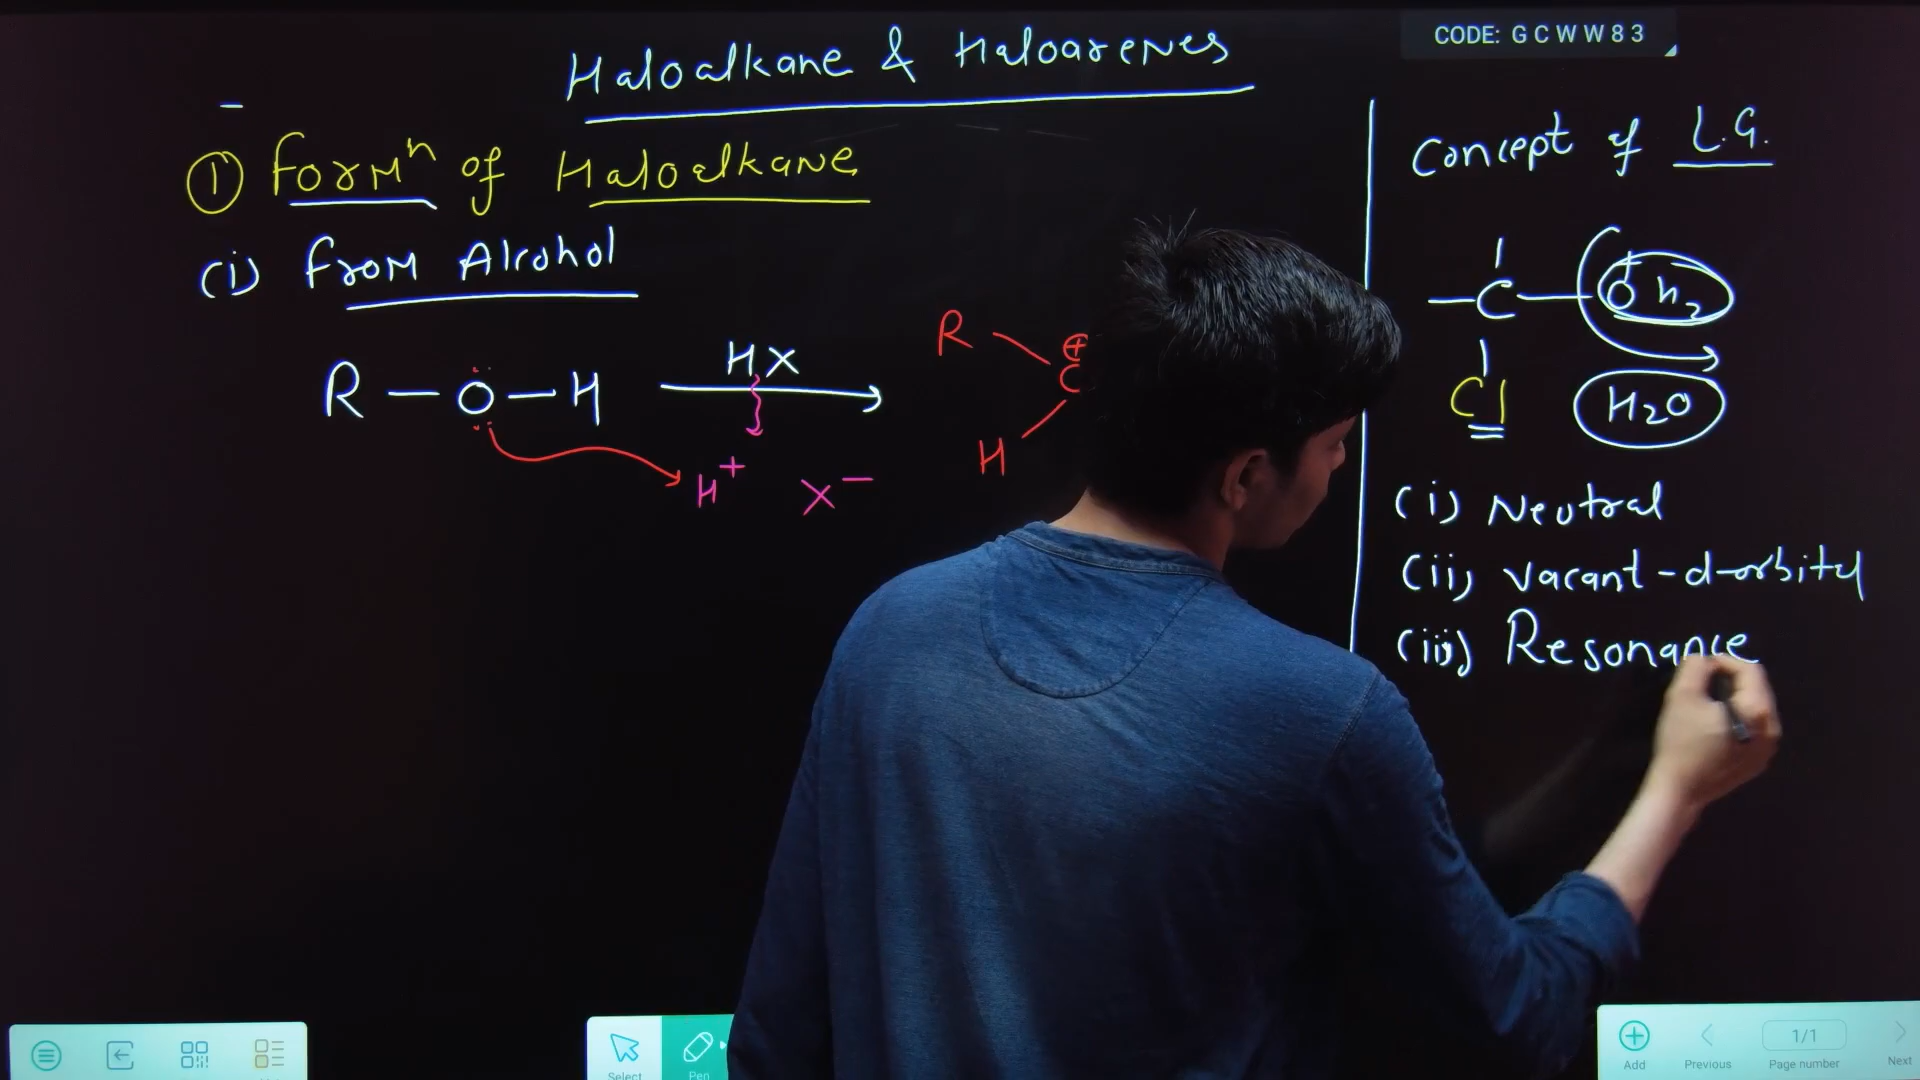 Haloalkane & Haloarenes
CODE: GCWW83
① Formⁿ of Haloalkane
(i) From Alcohol
R — O — H
HX
H⁺ X⁻
R
⊕
C
H
Concept of L.G.
—C—O⁺H₂
Cl
H₂O
(i) Neutral
(ii) vacant-d-orbital
(iii) Resonance
Select
Pen
Add
Previous
1/1
Page number
Next